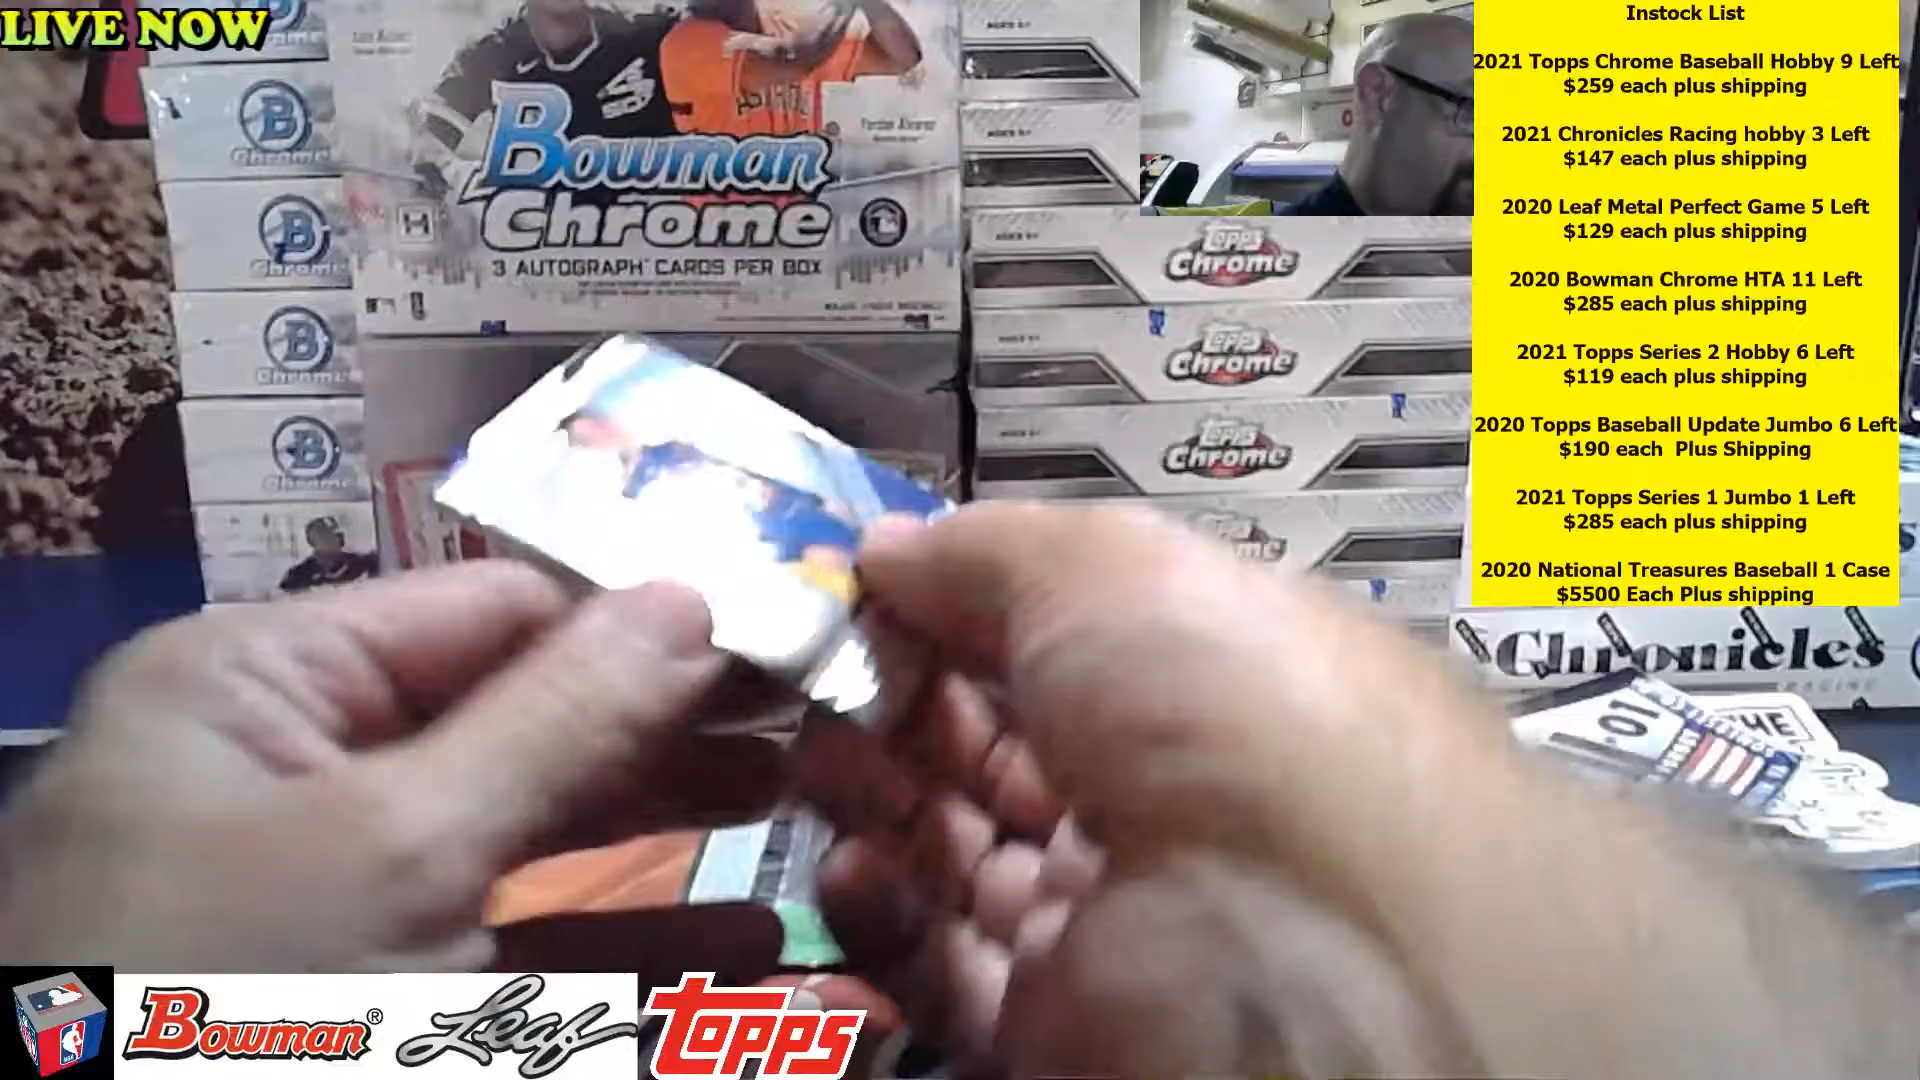 LIVE NOW
Bowman
Chrome
3 AUTOGRAPH CARDS PER BOX
Chrome
Chrome
Chrome
Chrome
Topps
Chrome
Topps
Chrome
Topps
Chrome
Instock List
2021 Topps Chrome Baseball Hobby 9 Left
$259 each plus shipping
2021 Chronicles Racing hobby 3 Left
$147 each plus shipping
2020 Leaf Metal Perfect Game 5 Left
$129 each plus shipping
2020 Bowman Chrome HTA 11 Left
$285 each plus shipping
2021 Topps Series 2 Hobby 6 Left
$119 each plus shipping
2020 Topps Baseball Update Jumbo 6 Left
$190 each  Plus Shipping
2021 Topps Series 1 Jumbo 1 Left
$285 each plus shipping
2020 National Treasures Baseball 1 Case
$5500 Each Plus shipping
Chronicles
RACING
Bowman®
Leaf
Topps